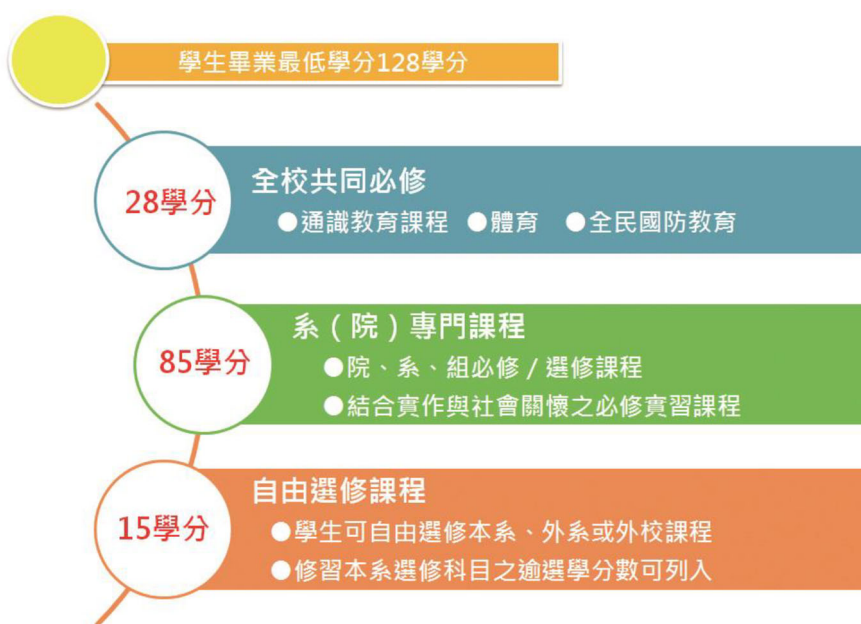 學生畢業最低學分128學分
28學分
全校共同必修
●通識教育課程 ●體育 ●全民國防教育
85學分
系（院）專門課程
●院、系、組必修 / 選修課程
●結合實作與社會關懷之必修實習課程
15學分
自由選修課程
●學生可自由選修本系、外系或外校課程
●修習本系選修科目之逾選學分數可列入